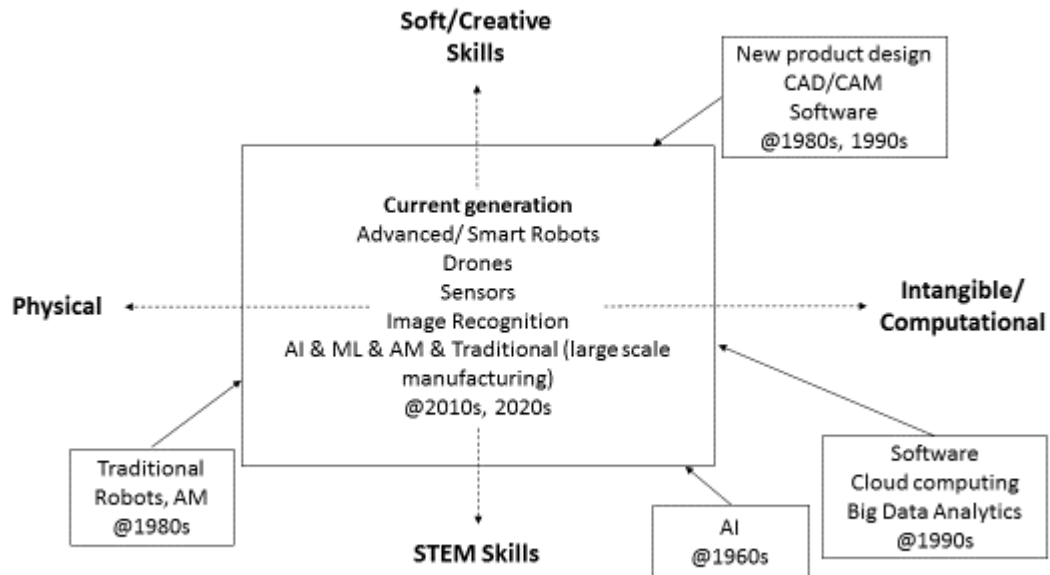 Soft/Creative
Skills
New product design
CAD/CAM
Software
@1980s, 1990s
Current generation
Advanced/ Smart Robots
Drones
Sensors
Image Recognition
AI & ML & AM & Traditional (large scale
manufacturing)
@2010s, 2020s
Physical
Intangible/
Computational
Traditional
Robots, AM
@1980s
STEM Skills
AI
@1960s
Software
Cloud computing
Big Data Analytics
@1990s